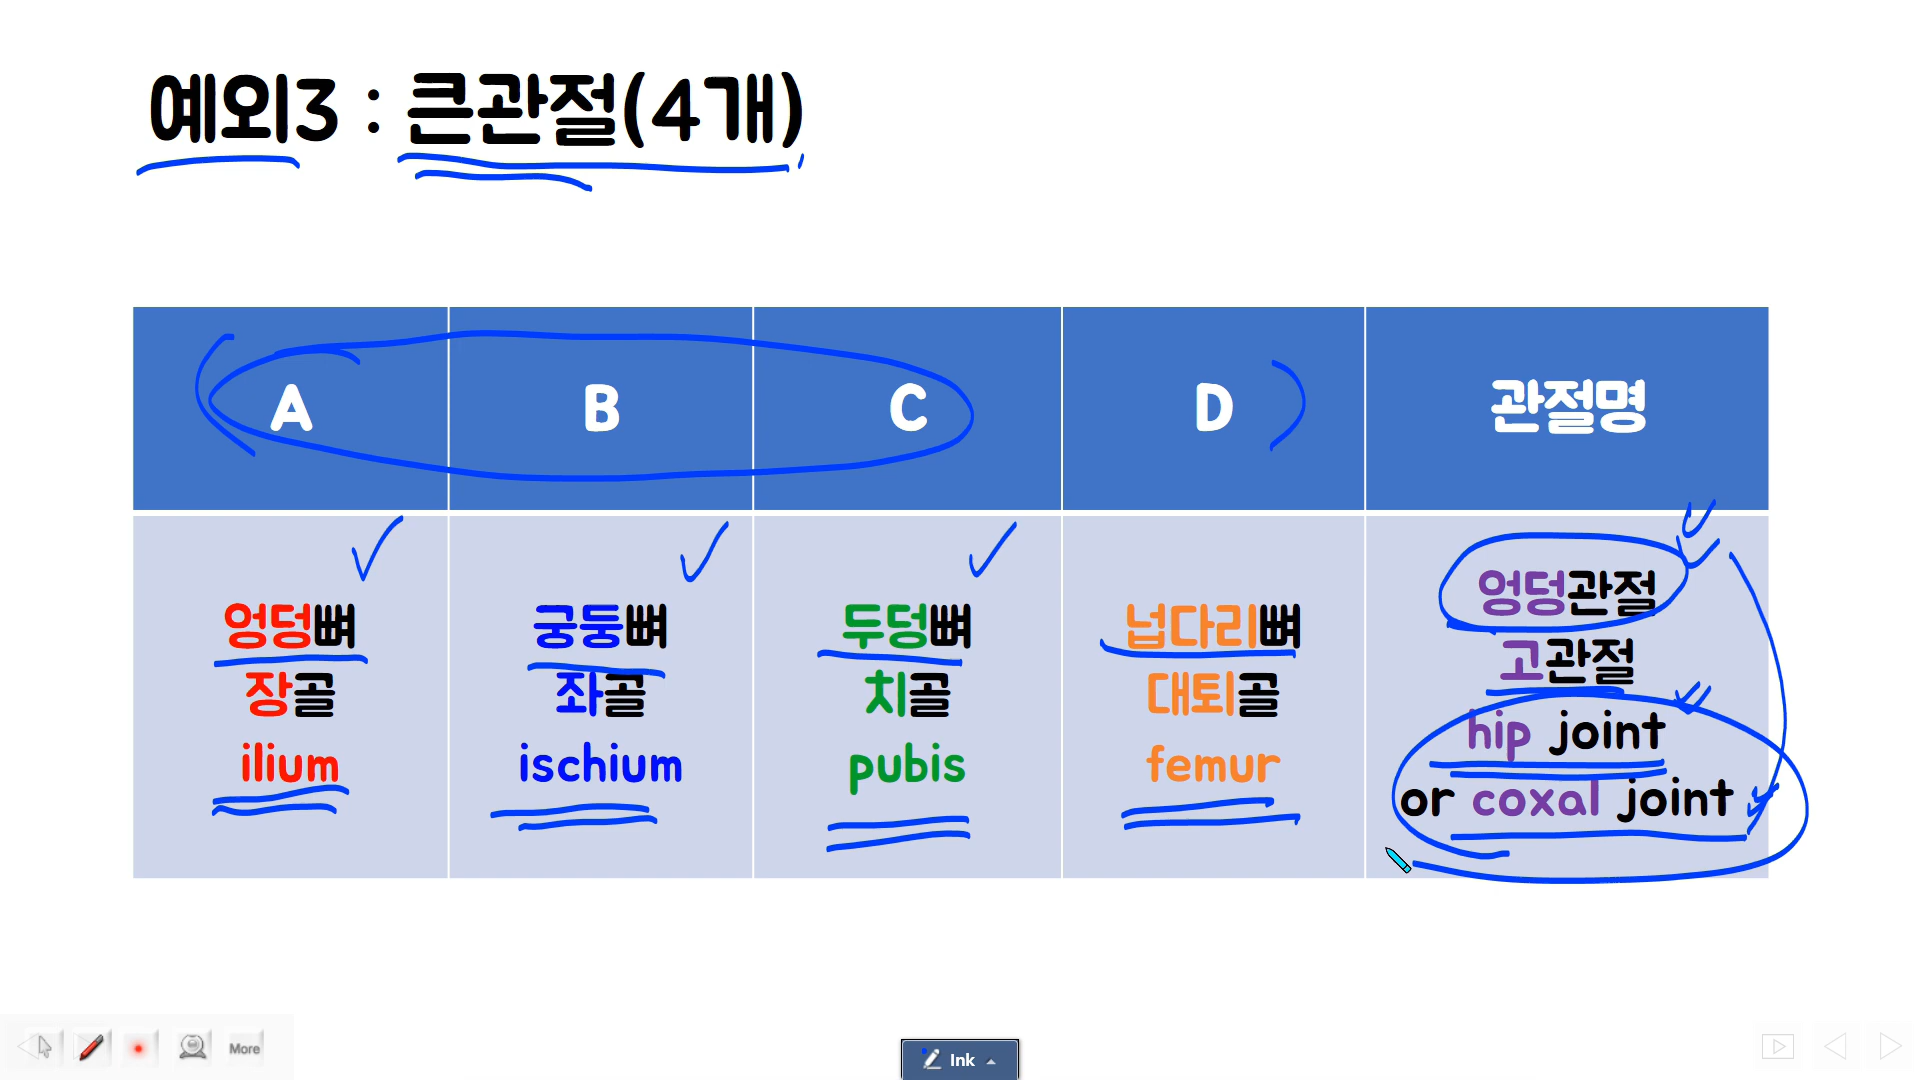 예외3 : 큰관절(4개)
A B C D 관절명
엉덩뼈
장골
ilium
궁둥뼈
좌골
ischium
두덩뼈
치골
pubis
넙다리뼈
대퇴골
femur
엉덩관절
고관절
hip joint
or coxal joint
More
Ink